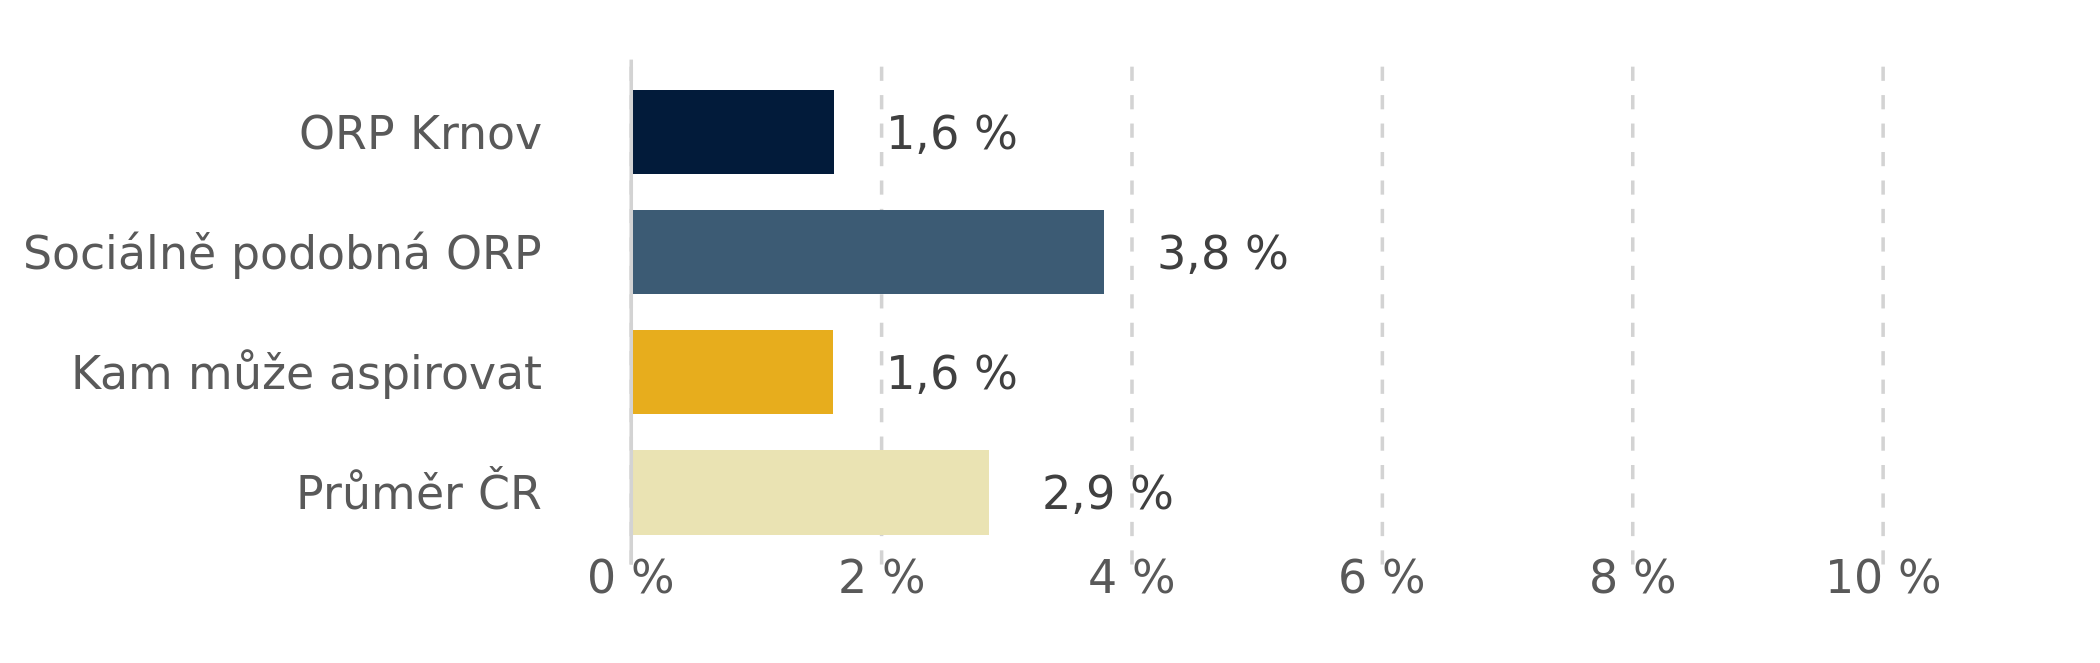 ORP Krnov 1,6 %
Sociálně podobná ORP 3,8 %
Kam může aspirovat 1,6 %
Průměr ČR 2,9 %
0 % 2 % 4 % 6 % 8 % 10 %